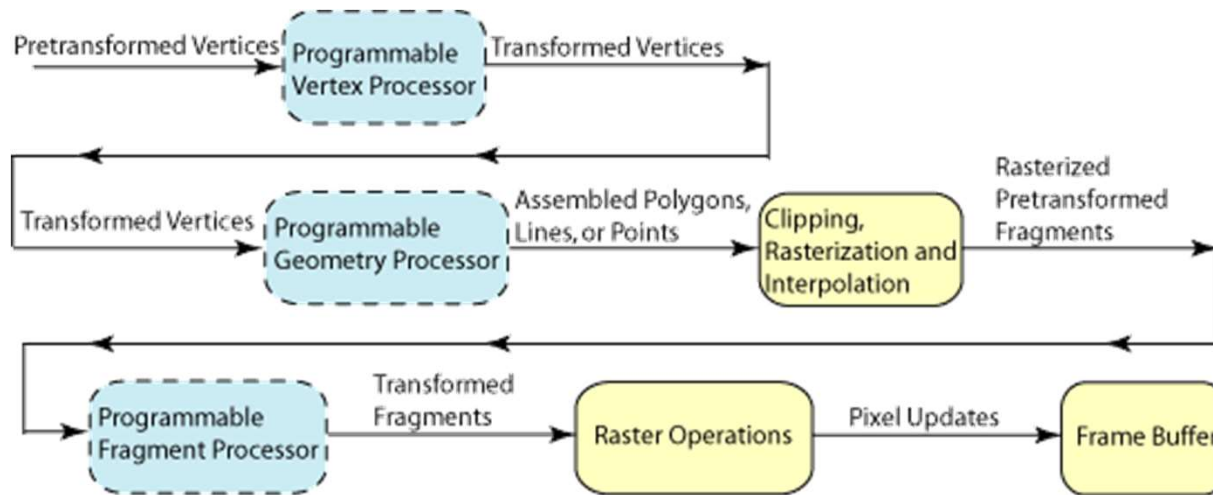 Pretransformed Vertices
Programmable
Vertex Processor
Transformed Vertices
Transformed Vertices
Programmable
Geometry Processor
Assembled Polygons,
Lines, or Points
Clipping,
Rasterization and
Interpolation
Rasterized
Pretransformed
Fragments
Programmable
Fragment Processor
Transformed
Fragments
Raster Operations
Pixel Updates
Frame Buffer